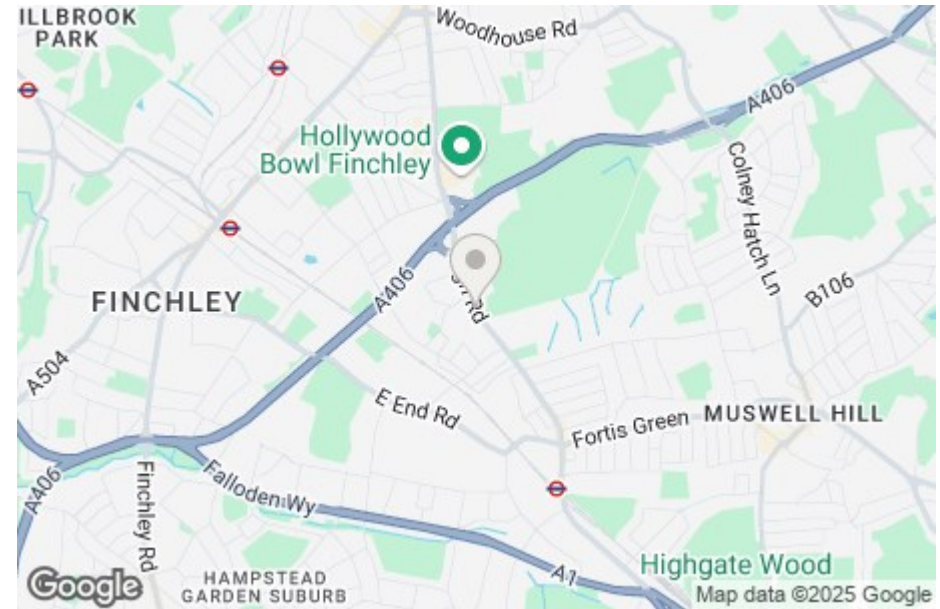 ILLBROOK
PARK
Woodhouse Rd
A406
Hollywood
Bowl Finchley
Colney Hatch Ln
A406
B106
FINCHLEY
Rd
A504
E End Rd
Fortis Green
MUSWELL HILL
A406
Finchley Rd
Falloden Wy
A1
Highgate Wood
HAMPSTEAD
GARDEN SUBURB
Google
Map data ©2025 Google